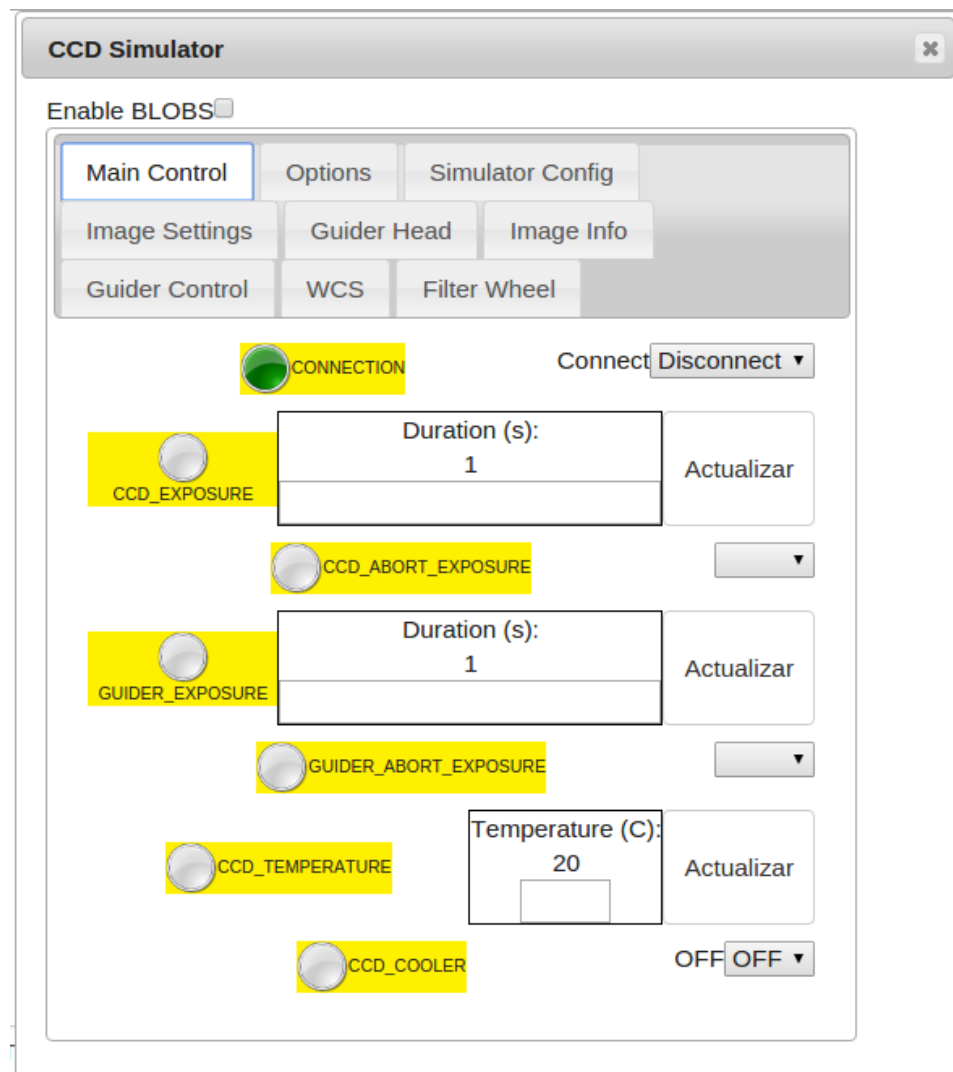 CCD Simulator
Enable BLOBS
Main Control Options Simulator Config
Image Settings Guider Head Image Info
Guider Control WCS Filter Wheel
CONNECTION Connect Disconnect
Duration (s):
1
CCD_EXPOSURE Actualizar
CCD_ABORT_EXPOSURE
Duration (s):
1
GUIDER_EXPOSURE Actualizar
GUIDER_ABORT_EXPOSURE
Temperature (C):
20
CCD_TEMPERATURE Actualizar
CCD_COOLER OFF OFF